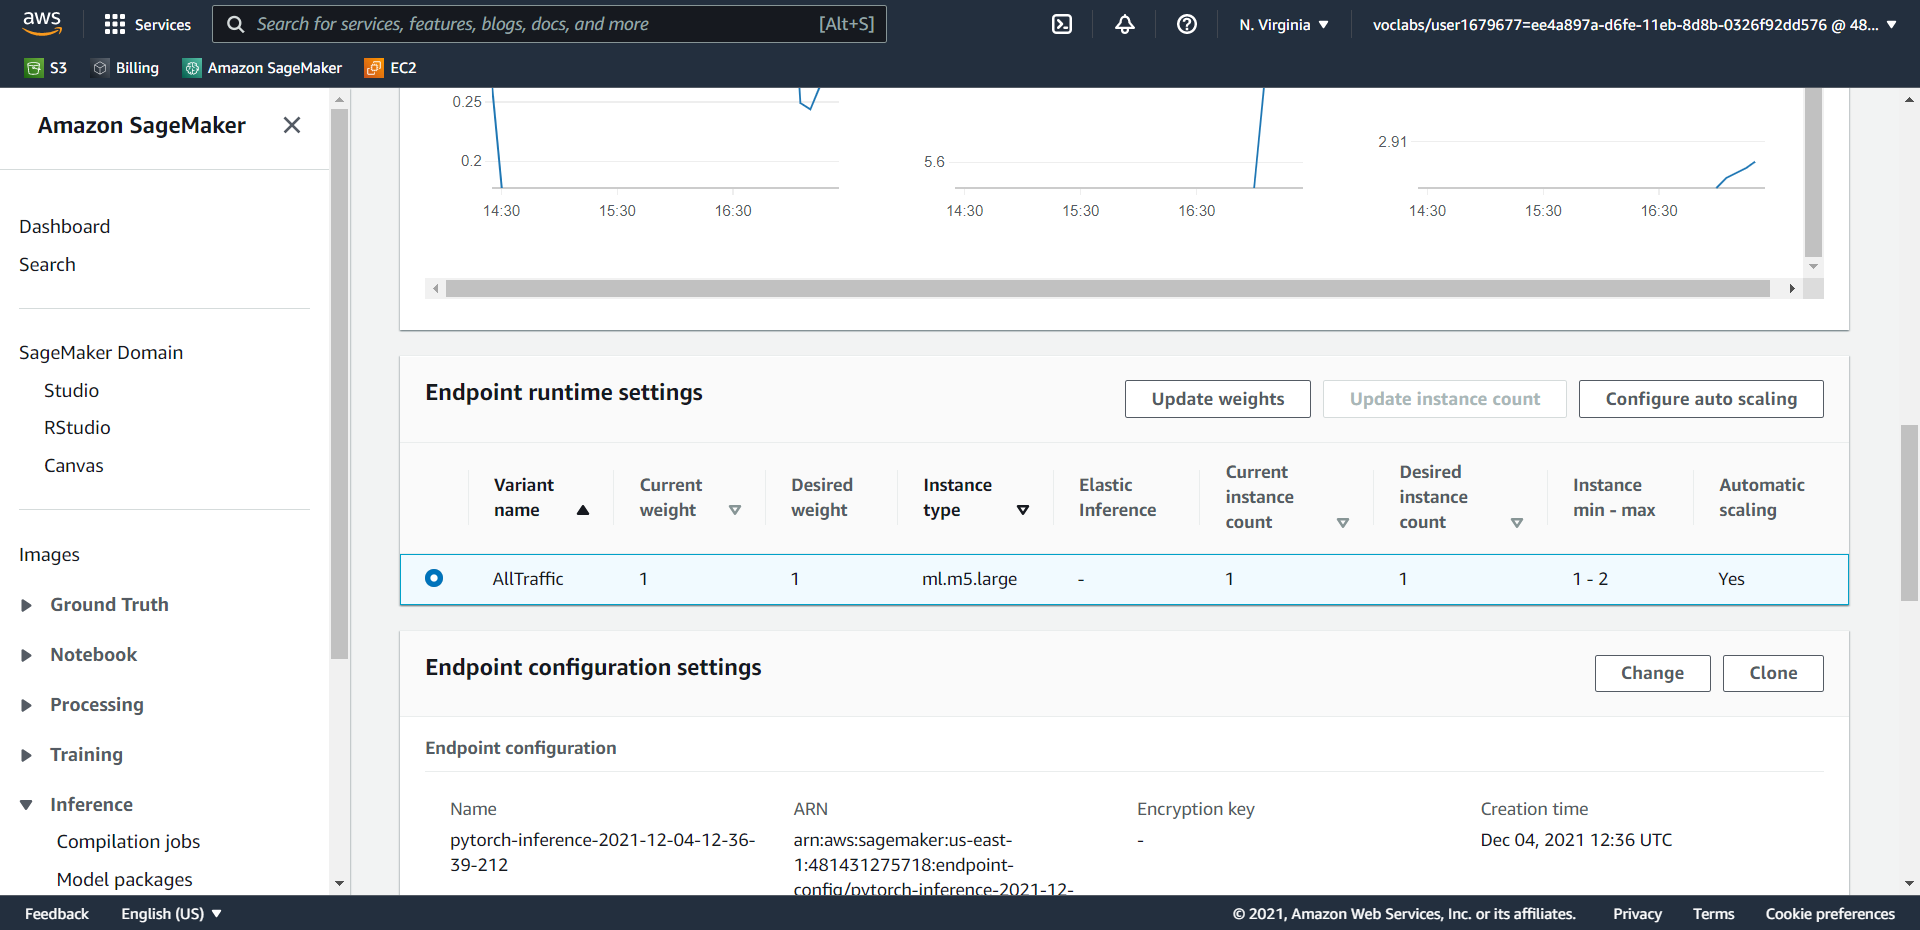 aws
Services
Search for services, features, blogs, docs, and more
[Alt+S]
N. Virginia ▼
voclabs/user1679677=ee4a897a-d6fe-11eb-8d8b-0326f92dd576 @ 48... ▼
S3
Billing
Amazon SageMaker
EC2
Amazon SageMaker
Dashboard
Search
SageMaker Domain
Studio
RStudio
Canvas
Images
Ground Truth
Notebook
Processing
Training
Inference
Compilation jobs
Model packages
0.25
0.2
14:30 15:30 16:30
5.6
14:30 15:30 16:30
2.91
14:30 15:30 16:30
Endpoint runtime settings
Update weights
Update instance count
Configure auto scaling
Variant name
Current weight
Desired weight
Instance type
Elastic Inference
Current instance count
Desired instance count
Instance min - max
Automatic scaling
AllTraffic 1 1 ml.m5.large - 1 1 1 - 2 Yes
Endpoint configuration settings
Change
Clone
Endpoint configuration
Name
pytorch-inference-2021-12-04-12-36-
39-212
ARN
arn:aws:sagemaker:us-east-
1:481431275718:endpoint-
config/pytorch-inference-2021-12-
Encryption key
-
Creation time
Dec 04, 2021 12:36 UTC
Feedback
English (US) ▼
© 2021, Amazon Web Services, Inc. or its affiliates.
Privacy
Terms
Cookie preferences